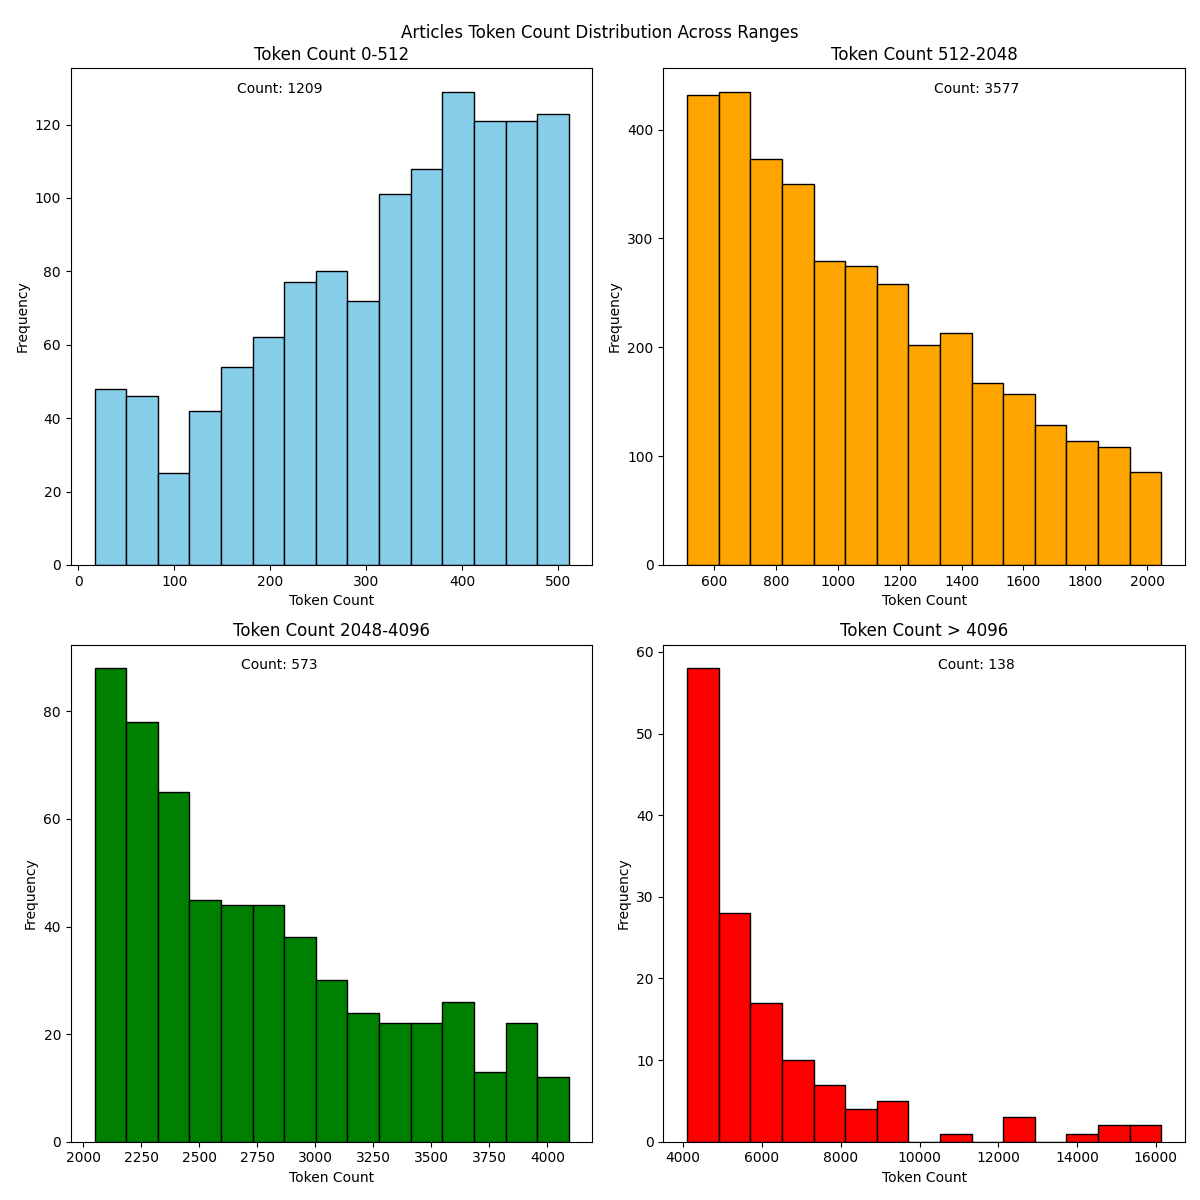 Articles Token Count Distribution Across Ranges
Token Count 0-512
Count: 1209
120
100
80
60
40
20
0
Frequency
0 100 200 300 400 500
Token Count
Token Count 512-2048
Count: 3577
400
300
200
100
0
Frequency
600 800 1000 1200 1400 1600 1800 2000
Token Count
Token Count 2048-4096
Count: 573
80
60
40
20
0
Frequency
2000 2250 2500 2750 3000 3250 3500 3750 4000
Token Count
Token Count > 4096
Count: 138
60
50
40
30
20
10
0
Frequency
4000 6000 8000 10000 12000 14000 16000
Token Count